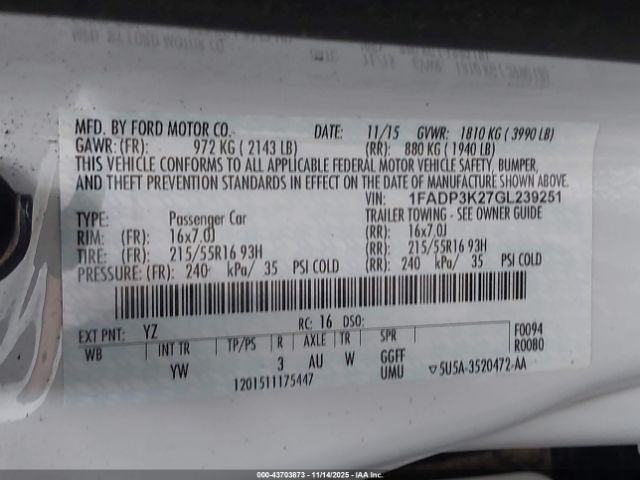 MFD. BY FORD MOTOR CO. DATE: 11/15 GVWR: 1810 KG ( 3990 LB)
GAWR: (FR): 972 KG ( 2143 LB) (RR): 880 KG ( 1940 LB)
THIS VEHICLE CONFORMS TO ALL APPLICABLE FEDERAL MOTOR VEHICLE SAFETY, BUMPER,
AND THEFT PREVENTION STANDARDS IN EFFECT ON THE DATE OF MANUFACTURE SHOWN ABOVE.
VIN: 1FADP3K27GL239251
TYPE: Passenger Car TRAILER TOWING - SEE OWNER GUIDE
RIM: (FR): 16x7.0J (RR): 16x7.0J
TIRE: (FR): 215/55R16 93H (RR): 215/55R16 93H
PRESSURE: (FR): 240 kPa/ 35 PSI COLD (RR): 240 kPa/ 35 PSI COLD
EXT PNT: YZ RC: 16 DSO: F0094
WB INT TR TP/PS R AXLE TR SPR R0080
YW 3 AU W GGFF
UMU ▽5U5A-3520472-AA
1201511175447
00-43703873 - 11/14/2025 - IAA Inc.